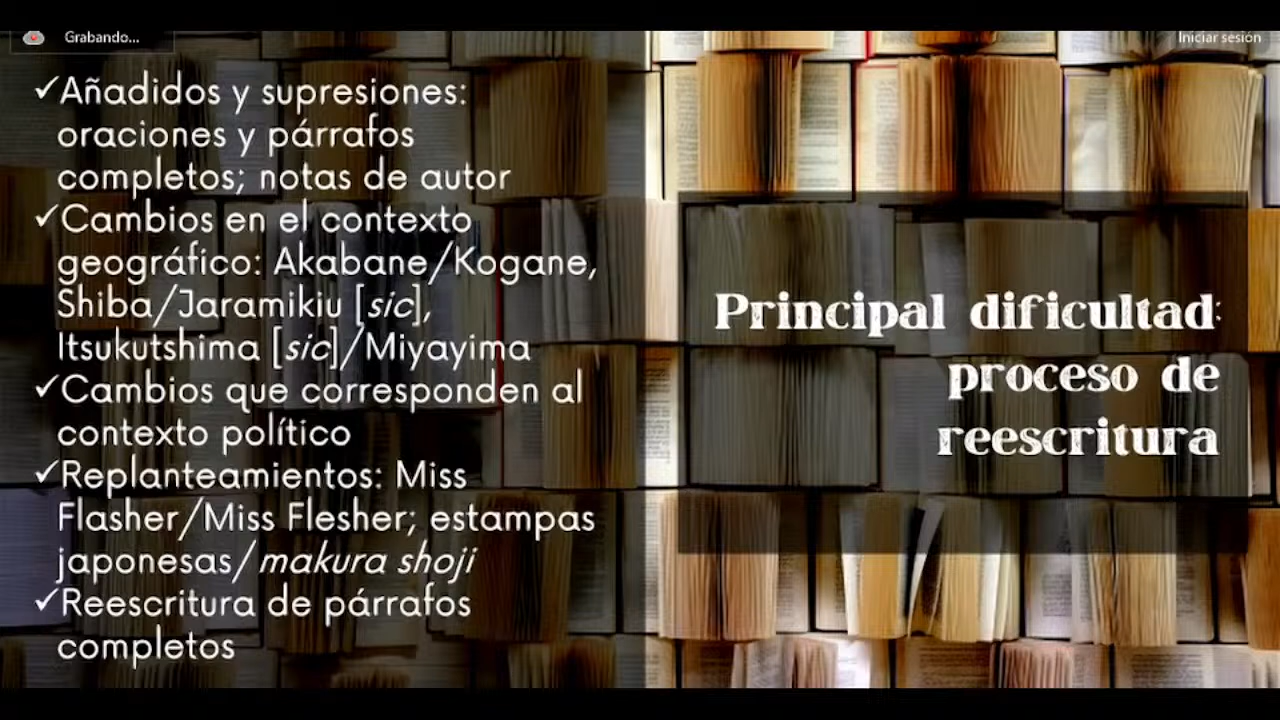 Grabando...
Iniciar sesión
✓Añadidos y supresiones:
oraciones y párrafos
completos; notas de autor
✓Cambios en el contexto
geográfico: Akabane/Kogane,
Shiba/Jaramikiu [sic],
Itsukutshima [sic]/Miyayima
✓Cambios que corresponden al
contexto político
✓Replanteamientos: Miss
Flasher/Miss Flesher; estampas
japonesas/makura shoji
✓Reescritura de párrafos
completos
Principal dificultad:
proceso de
reescritura